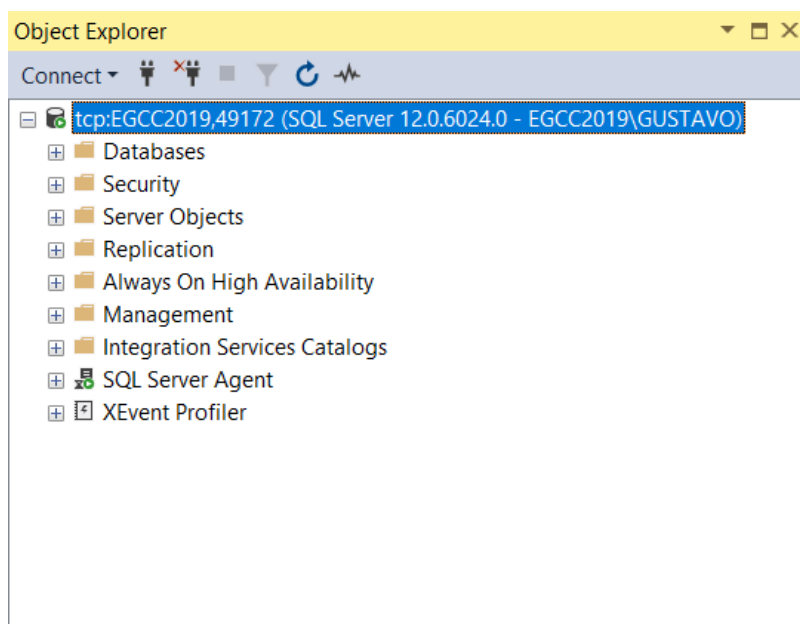 Object Explorer
Connect
tcp:EGCC2019,49172 (SQL Server 12.0.6024.0 - EGCC2019\GUSTAVO)
Databases
Security
Server Objects
Replication
Always On High Availability
Management
Integration Services Catalogs
SQL Server Agent
XEvent Profiler